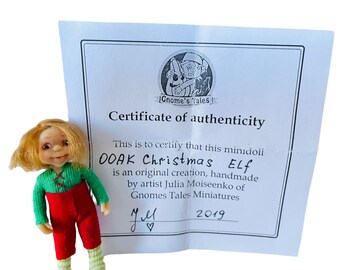 Gnome's Tales
Certificate of authenticity
This is to certify that this minidoll
OOAK Christmas Elf
is an original creation, handmade
by artist Julia Moiseenko of
Gnomes Tales Miniatures
JM 2019